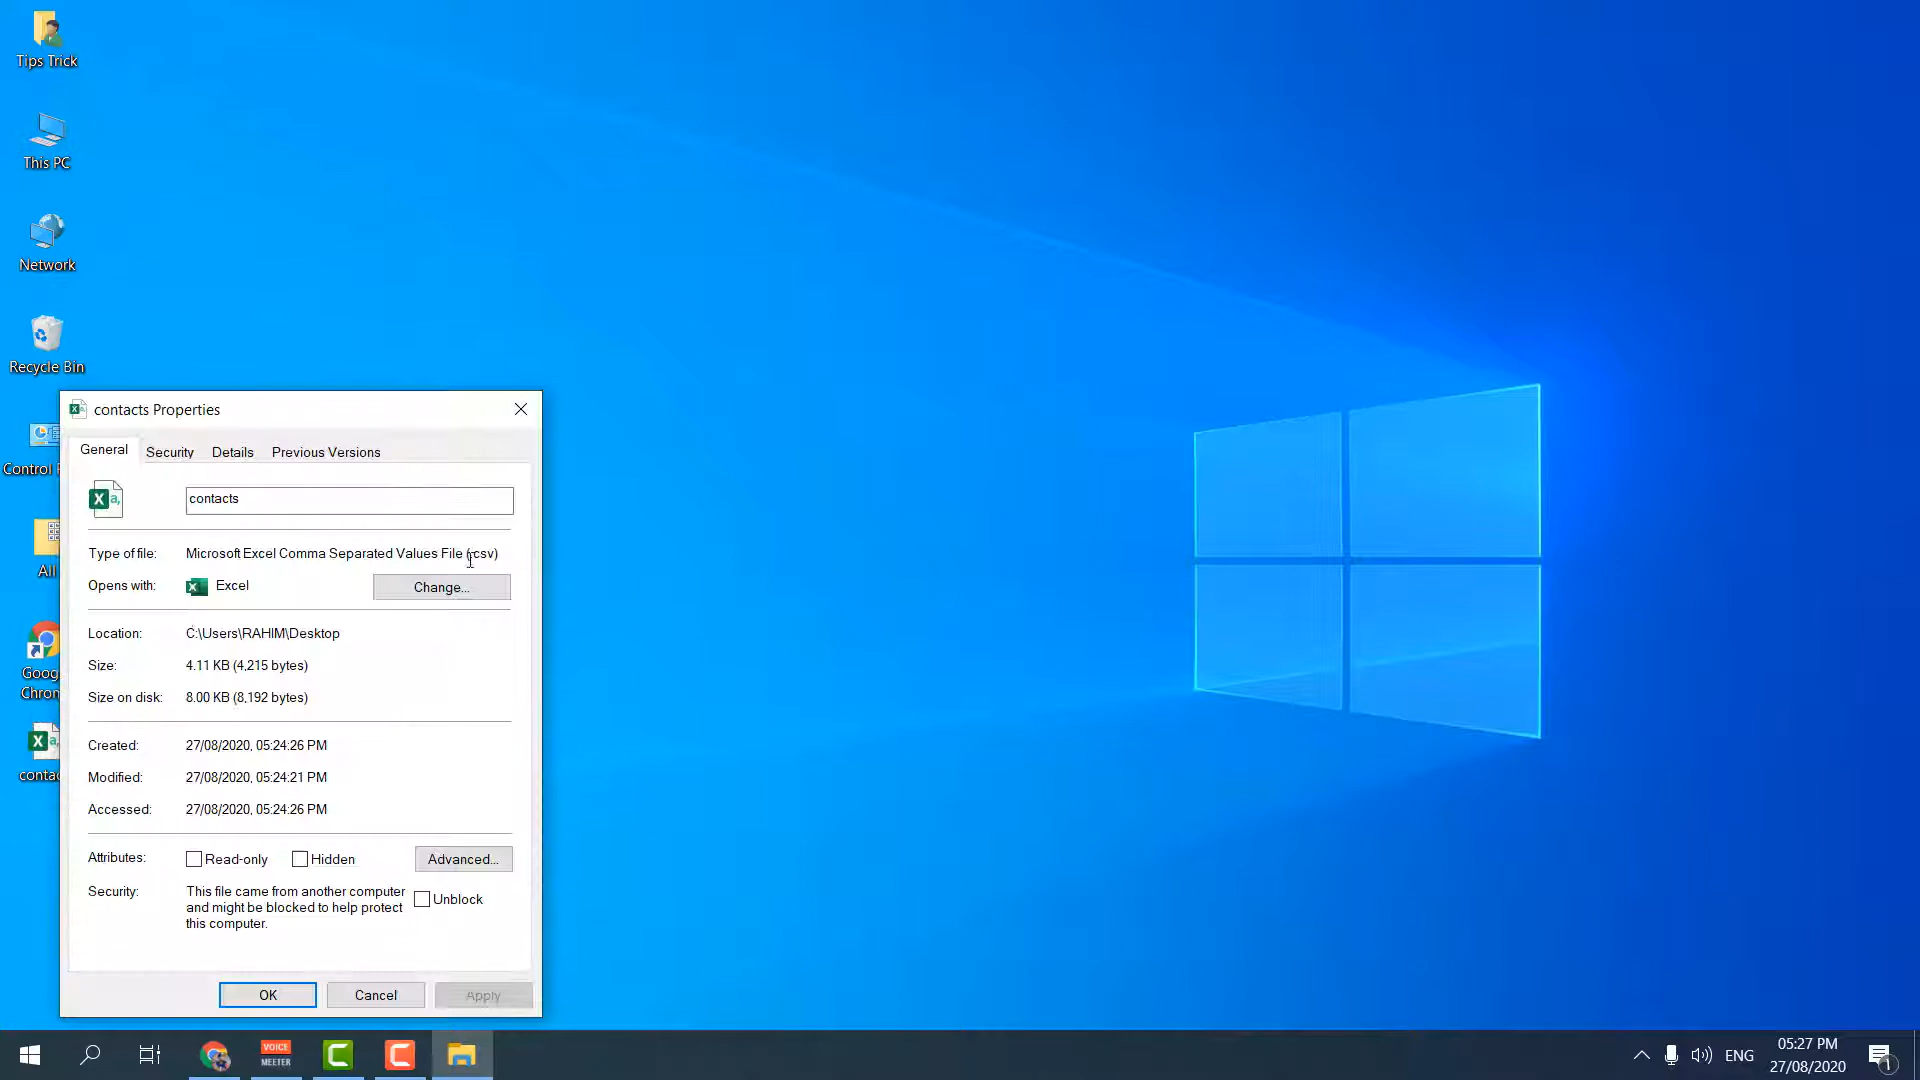 Tips Trick
This PC
Network
Recycle Bin
Control
All
Goog
Chron
contac
contacts Properties
General
Security
Details
Previous Versions
X a,
contacts
Type of file:
Microsoft Excel Comma Separated Values File (.csv)
Opens with:
Excel
Change...
Location:
C:\Users\RAHIM\Desktop
Size:
4.11 KB (4,215 bytes)
Size on disk:
8.00 KB (8,192 bytes)
Created:
27/08/2020, 05:24:26 PM
Modified:
27/08/2020, 05:24:21 PM
Accessed:
27/08/2020, 05:24:26 PM
Attributes:
Read-only
Hidden
Advanced...
Security:
This file came from another computer
and might be blocked to help protect
this computer.
Unblock
OK
Cancel
Apply
VOICE
MEETER
ENG
05:27 PM
27/08/2020
1